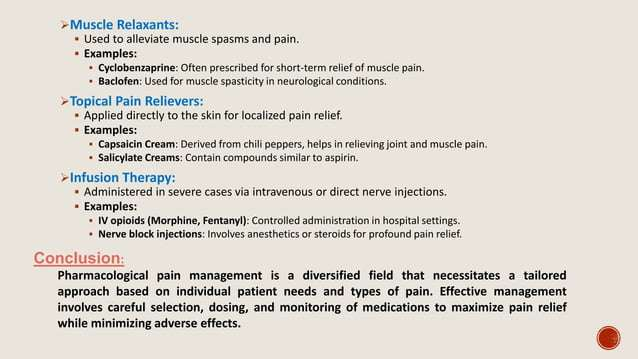 ➢Muscle Relaxants:
▪ Used to alleviate muscle spasms and pain.
▪ Examples:
▪ Cyclobenzaprine: Often prescribed for short-term relief of muscle pain.
▪ Baclofen: Used for muscle spasticity in neurological conditions.
➢Topical Pain Relievers:
▪ Applied directly to the skin for localized pain relief.
▪ Examples:
▪ Capsaicin Cream: Derived from chili peppers, helps in relieving joint and muscle pain.
▪ Salicylate Creams: Contain compounds similar to aspirin.
➢Infusion Therapy:
▪ Administered in severe cases via intravenous or direct nerve injections.
▪ Examples:
▪ IV opioids (Morphine, Fentanyl): Controlled administration in hospital settings.
▪ Nerve block injections: Involves anesthetics or steroids for profound pain relief.
Conclusion:
Pharmacological pain management is a diversified field that necessitates a tailored
approach based on individual patient needs and types of pain. Effective management
involves careful selection, dosing, and monitoring of medications to maximize pain relief
while minimizing adverse effects.